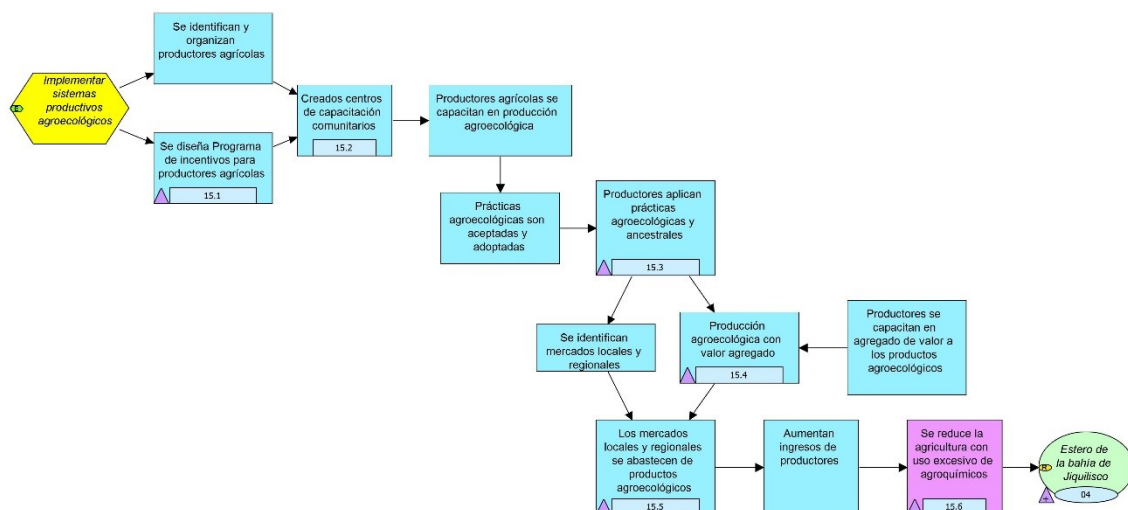 Implementar
sistemas
productivos
agroecológicos
E
Se identifican y
organizan
productores agrícolas
Se diseña Programa
de incentivos para
productores agrícolas
15.1
Creados centros
de capacitación
comunitarios
15.2
Productores agrícolas se
capacitan en producción
agroecológica
Prácticas
agroecológicas son
aceptadas y
adoptadas
Productores aplican
prácticas
agroecológicas y
ancestrales
15.3
Se identifican
mercados locales y
regionales
Producción
agroecológica con
valor agregado
15.4
Productores se
capacitan en
agregado de valor a
los productos
agroecológicos
Los mercados
locales y regionales
se abastecen de
productos
agroecológicos
15.5
Aumentan
ingresos de
productores
Se reduce la
agricultura con
uso excesivo de
agroquímicos
15.6
Estero de
la bahía de
Jiquilisco
R
04